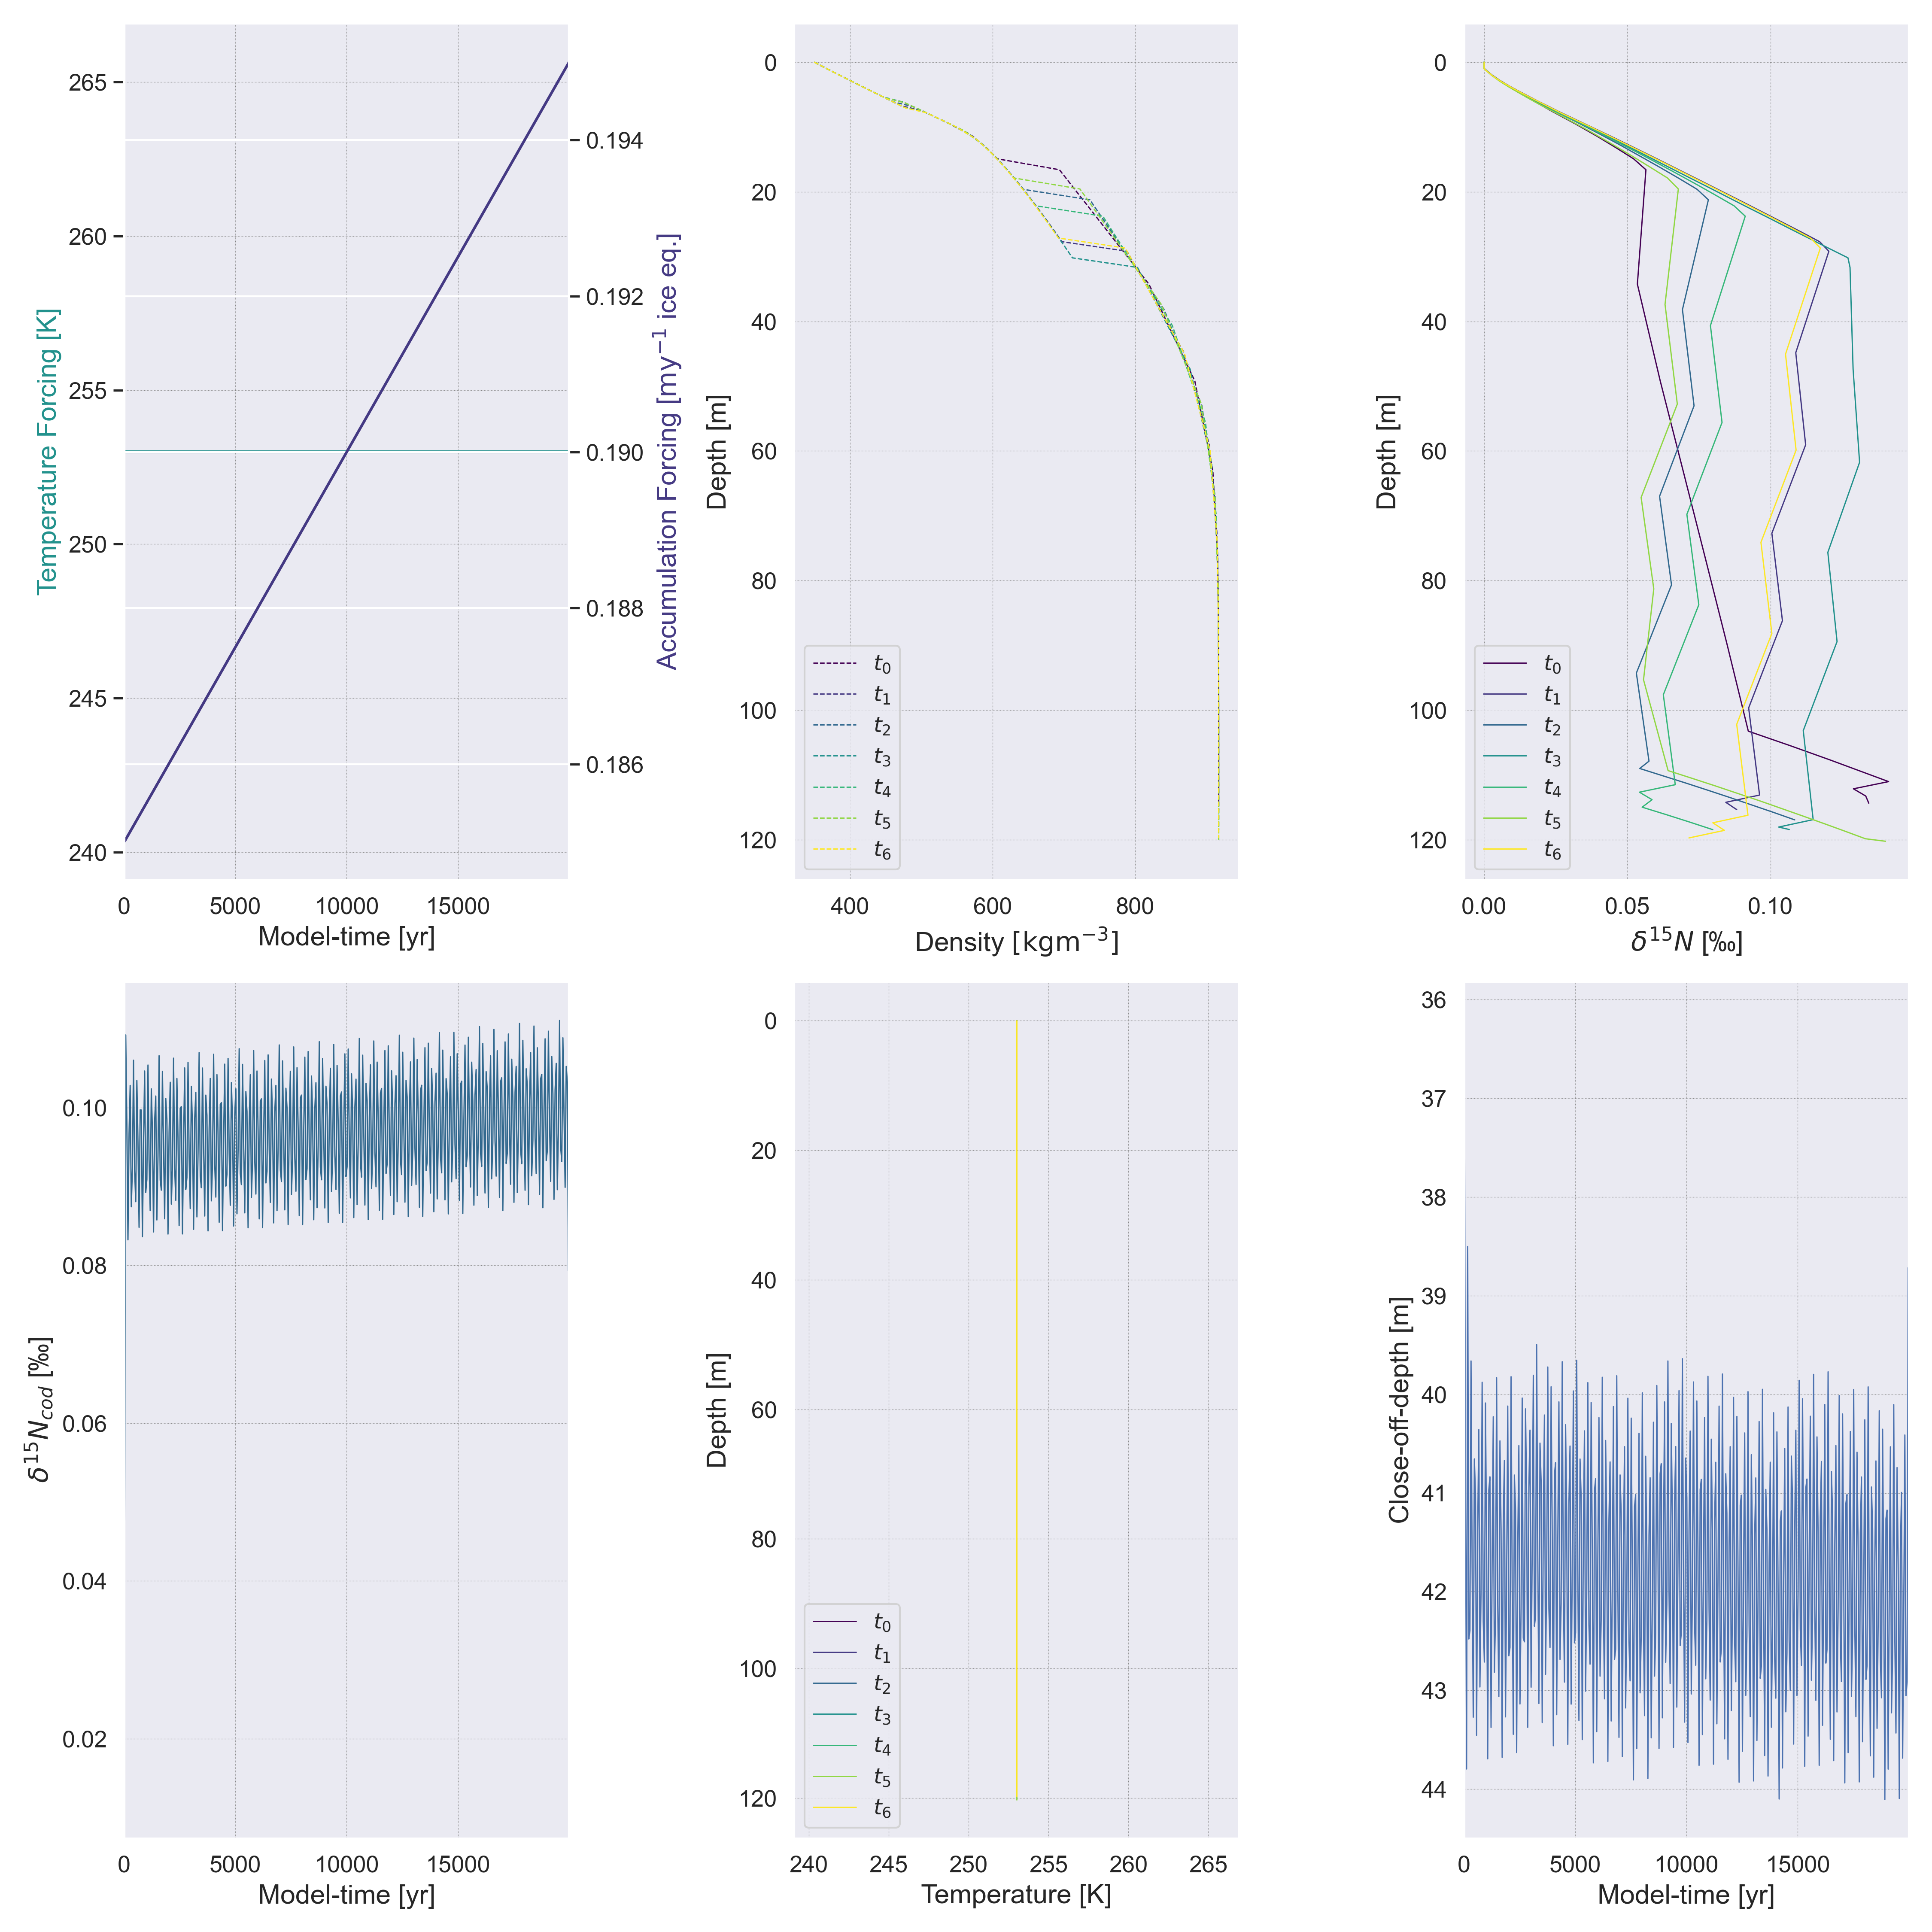 265
260
255
250
245
240
Temperature Forcing [K]
0.194
0.192
0.190
0.188
0.186
Accumulation Forcing [my⁻¹ ice eq.]
0 5000 10000 15000
Model-time [yr]
0
20
40
60
80
100
120
Depth [m]
t₀
t₁
t₂
t₃
t₄
t₅
t₆
400 600 800
Density [kgm⁻³]
0
20
40
60
80
100
120
Depth [m]
t₀
t₁
t₂
t₃
t₄
t₅
t₆
0.00 0.05 0.10
δ¹⁵N [‰]
0.10
0.08
0.06
0.04
0.02
δ¹⁵N_cod [‰]
0 5000 10000 15000
Model-time [yr]
0
20
40
60
80
100
120
Depth [m]
t₀
t₁
t₂
t₃
t₄
t₅
t₆
240 245 250 255 260 265
Temperature [K]
36
37
38
39
40
41
42
43
44
Close-off-depth [m]
0 5000 10000 15000
Model-time [yr]